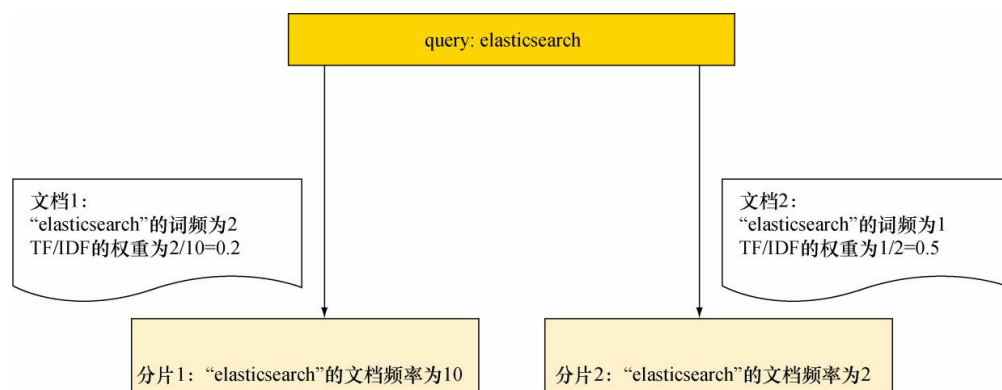 query: elasticsearch
文档1：
“elasticsearch”的词频为2
TF/IDF的权重为2/10=0.2
文档2：
“elasticsearch”的词频为1
TF/IDF的权重为1/2=0.5
分片1：“elasticsearch”的文档频率为10
分片2：“elasticsearch”的文档频率为2